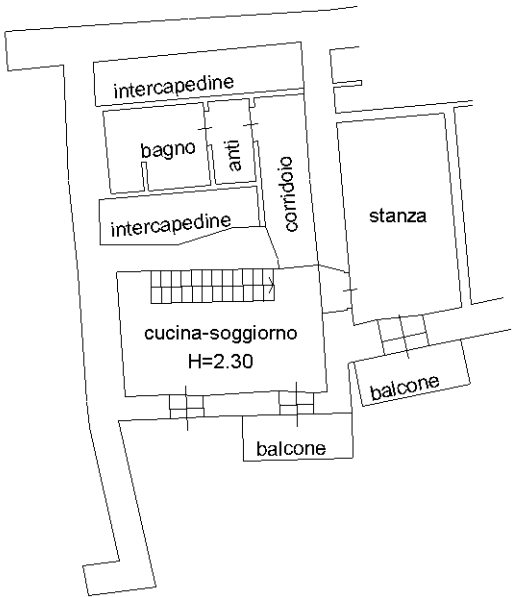 intercapedine
bagno
anti
corridoio
intercapedine
stanza
cucina-soggiorno
H=2.30
balcone
balcone